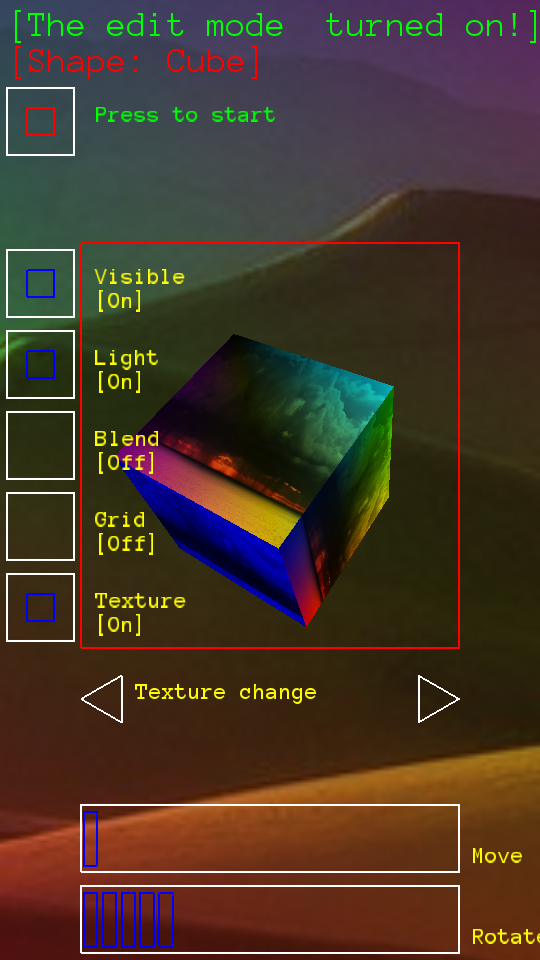 [The edit mode  turned on!]
[Shape: Cube]
Press to start
Visible
[On]
Light
[On]
Blend
[Off]
Grid
[Off]
Texture
[On]
Texture change
Move
Rotate